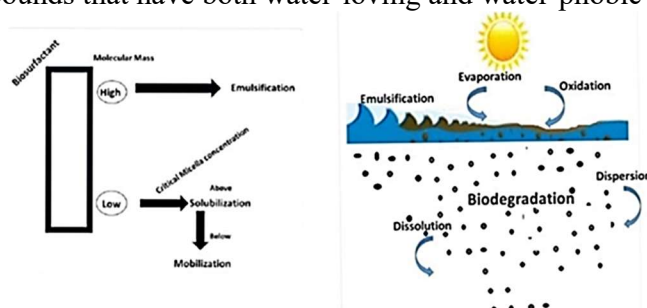 ounds that have both water loving and water phobic
Biosurfactant
Molecular Mass
High
Emulsification
Critical Micella concentration
Low
Above
Solubilization
Below
Mobilization
Evaporation
Oxidation
Emulsification
Dispersion
Biodegradation
Dissolution